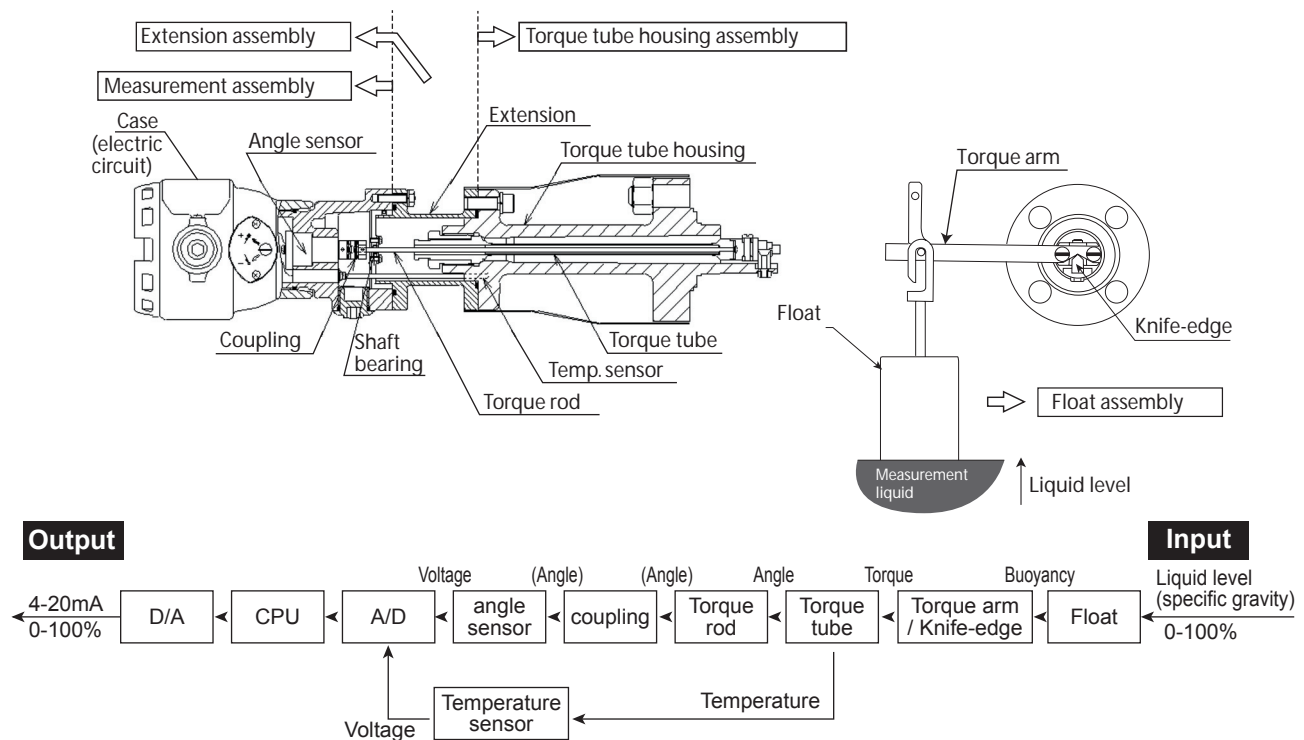 Extension assembly
Torque tube housing assembly
Measurement assembly
Case
(electric
circuit)
Angle sensor
Extension
Torque tube housing
Torque arm
Coupling
Shaft
bearing
Torque tube
Temp. sensor
Torque rod
Float
Knife-edge
Float assembly
Measurement
liquid
Liquid level
Output
Input
Voltage
(Angle)
(Angle)
Angle
Torque
Buoyancy
Liquid level
(specific gravity)
0-100%
4-20mA
0-100%
D/A
CPU
A/D
angle
sensor
coupling
Torque
rod
Torque
tube
Torque arm
/ Knife-edge
Float
Temperature
Temperature
sensor
Voltage